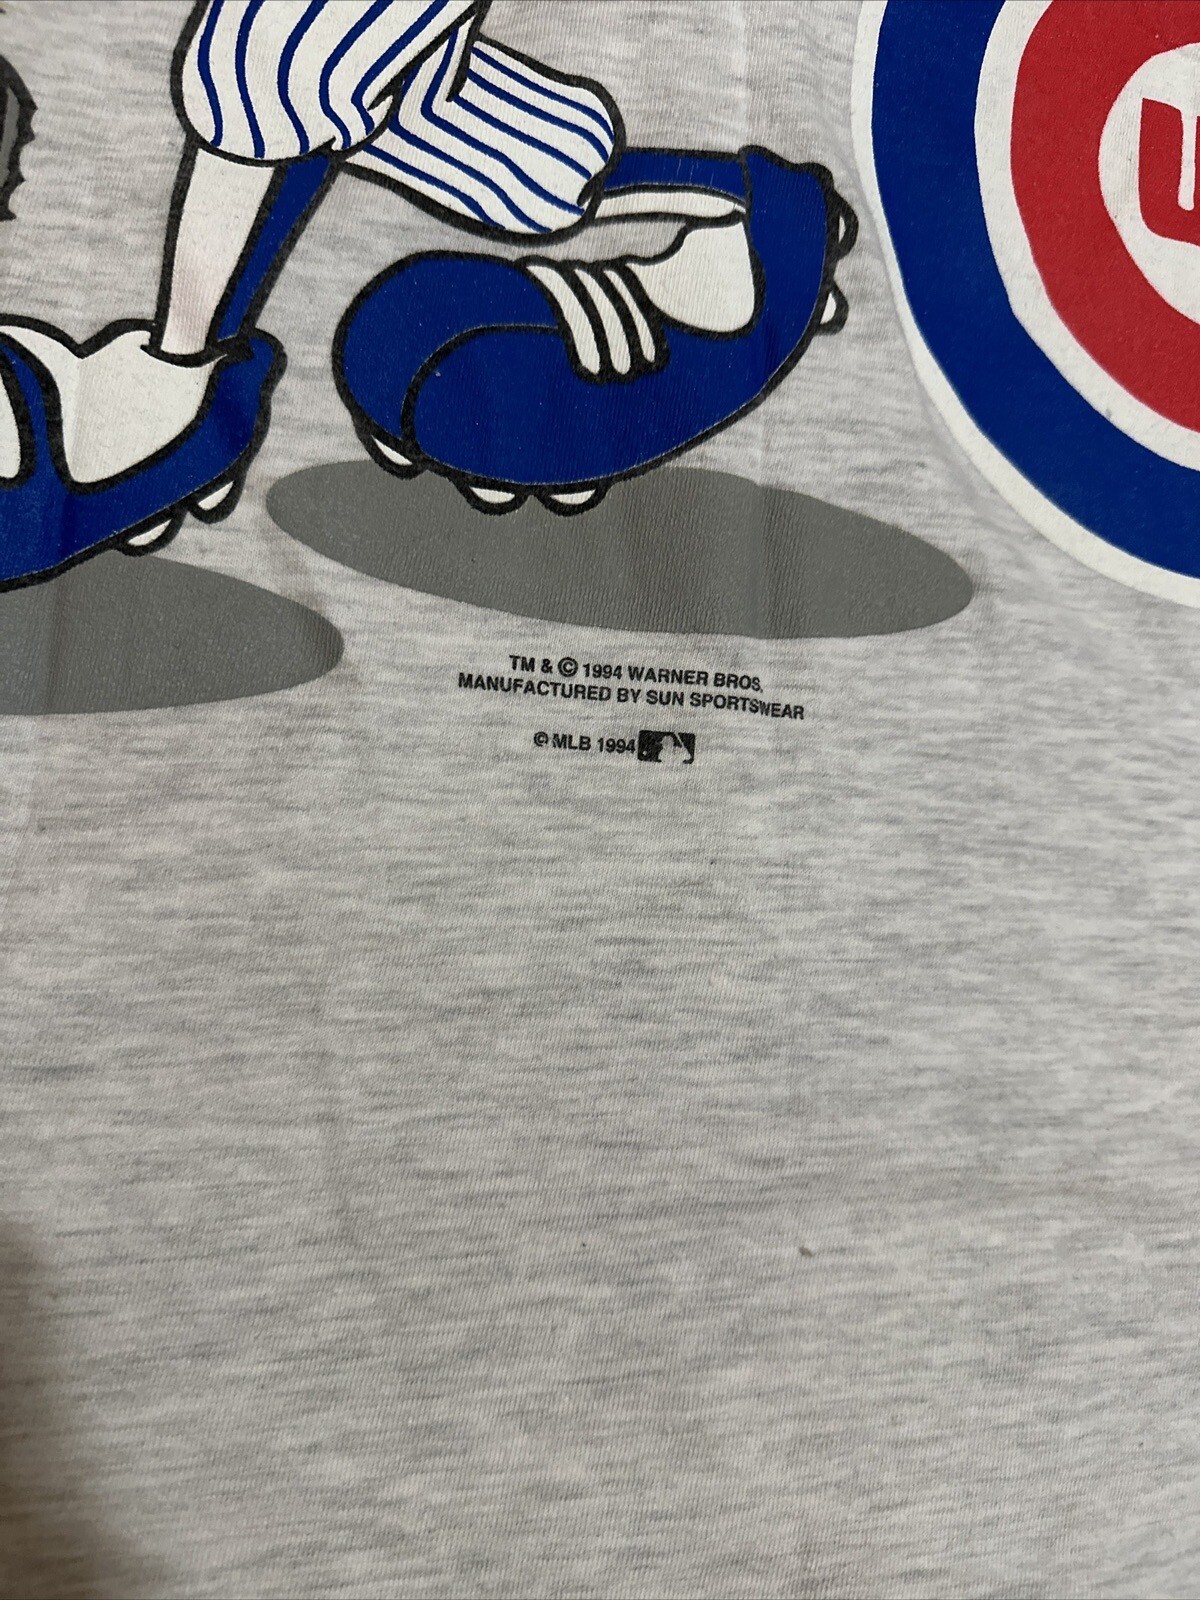 TM & © 1994 WARNER BROS.
MANUFACTURED BY SUN SPORTSWEAR
© MLB 1994